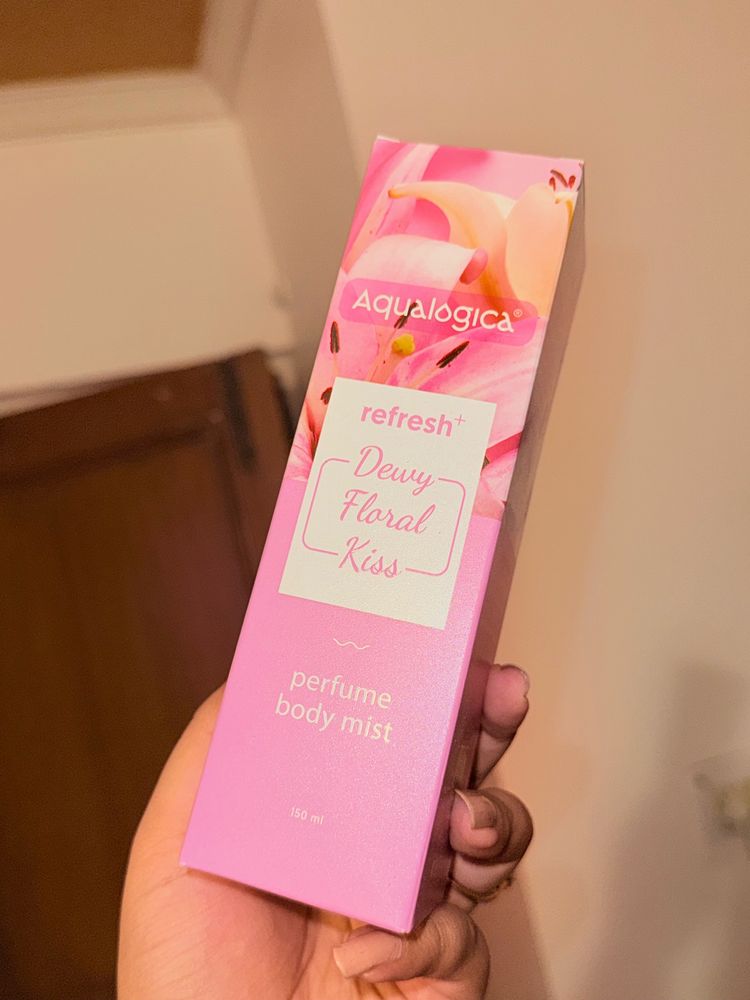 Aqualogica®
refresh+
Dewy
Floral
Kiss
perfume
body mist
150 ml